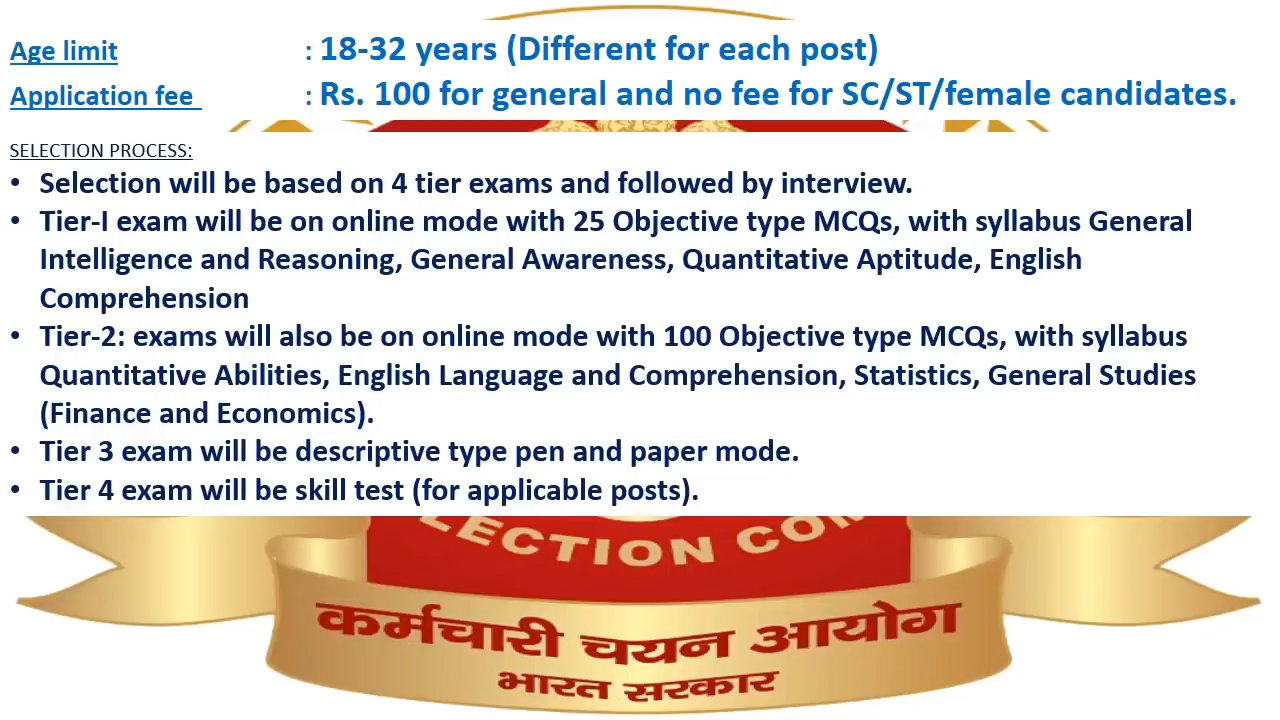 Age limit : 18-32 years (Different for each post)
Application fee : Rs. 100 for general and no fee for SC/ST/female candidates.
SELECTION PROCESS:
• Selection will be based on 4 tier exams and followed by interview.
• Tier-I exam will be on online mode with 25 Objective type MCQs, with syllabus General
Intelligence and Reasoning, General Awareness, Quantitative Aptitude, English
Comprehension
• Tier-2: exams will also be on online mode with 100 Objective type MCQs, with syllabus
Quantitative Abilities, English Language and Comprehension, Statistics, General Studies
(Finance and Economics).
• Tier 3 exam will be descriptive type pen and paper mode.
• Tier 4 exam will be skill test (for applicable posts).
LECTION COM
कर्मचारी चयन आयोग
भारत सरकार